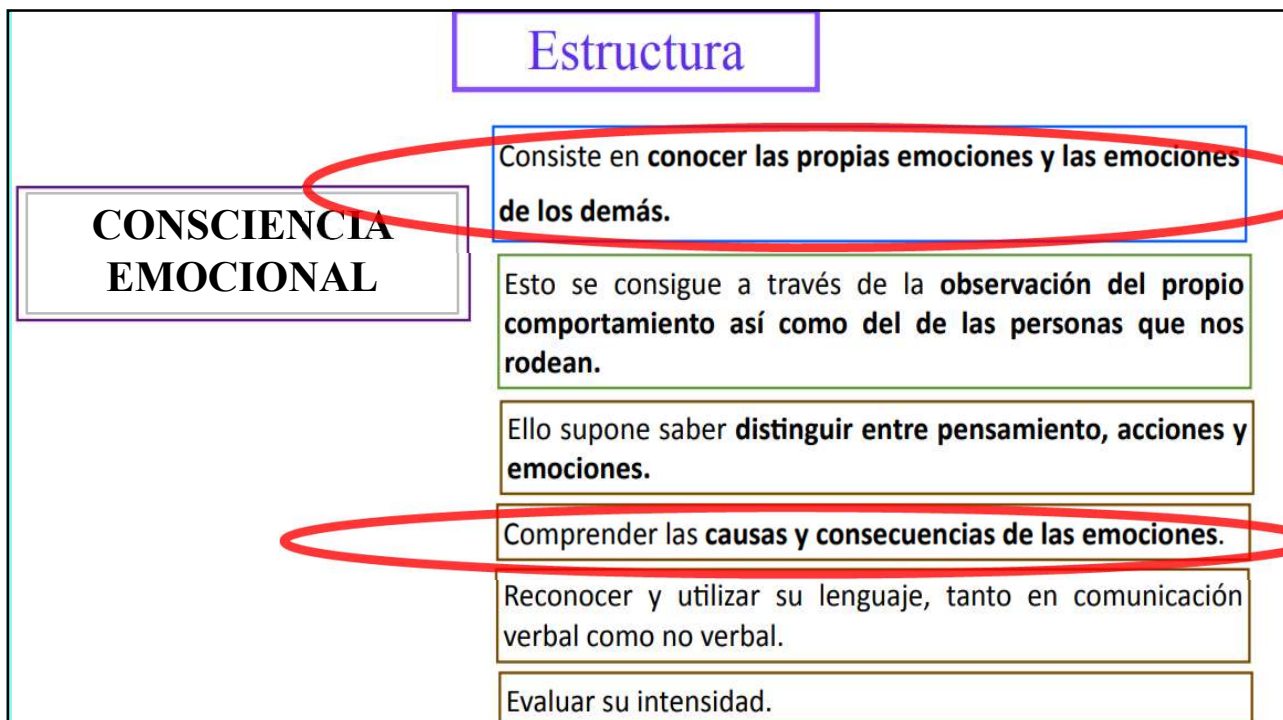 Estructura
CONSCIENCIA
EMOCIONAL
Consiste en conocer las propias emociones y las emociones
de los demás.
Esto se consigue a través de la observación del propio
comportamiento así como del de las personas que nos
rodean.
Ello supone saber distinguir entre pensamiento, acciones y
emociones.
Comprender las causas y consecuencias de las emociones.
Reconocer y utilizar su lenguaje, tanto en comunicación
verbal como no verbal.
Evaluar su intensidad.